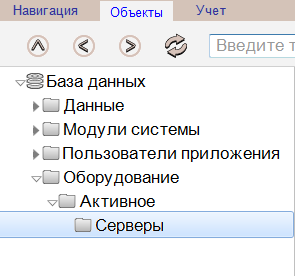 Навигация Объекты Учет
Введите т
База данных
Данные
Модули системы
Пользователи приложения
Оборудование
Активное
Серверы